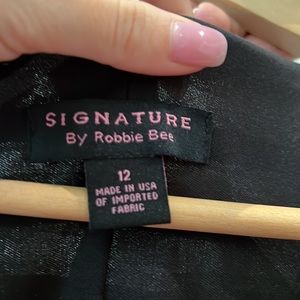 SIGNATURE
By Robbie Bee
12
MADE IN USA
OF IMPORTED
FABRIC